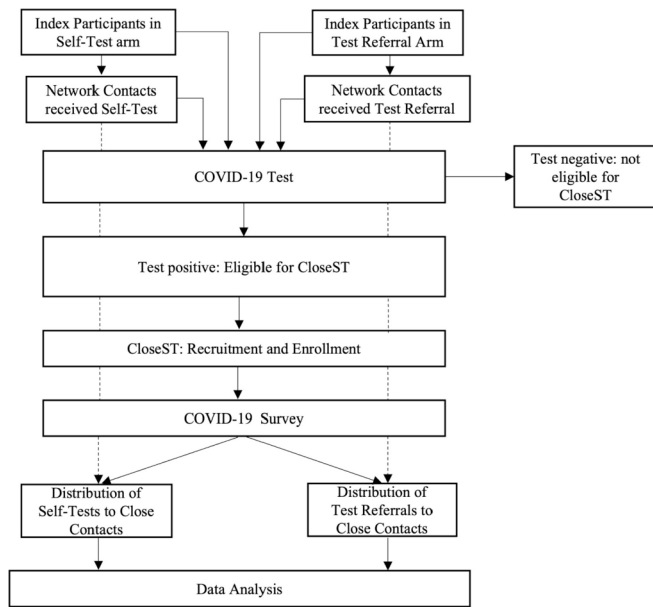 Index Participants in
Self-Test arm
Index Participants in
Test Referral Arm
Network Contacts
received Self-Test
Network Contacts
received Test Referral
COVID-19 Test
Test negative: not
eligible for
CloseST
Test positive: Eligible for CloseST
CloseST: Recruitment and Enrollment
COVID-19 Survey
Distribution of
Self-Tests to Close
Contacts
Distribution of
Test Referrals to
Close Contacts
Data Analysis